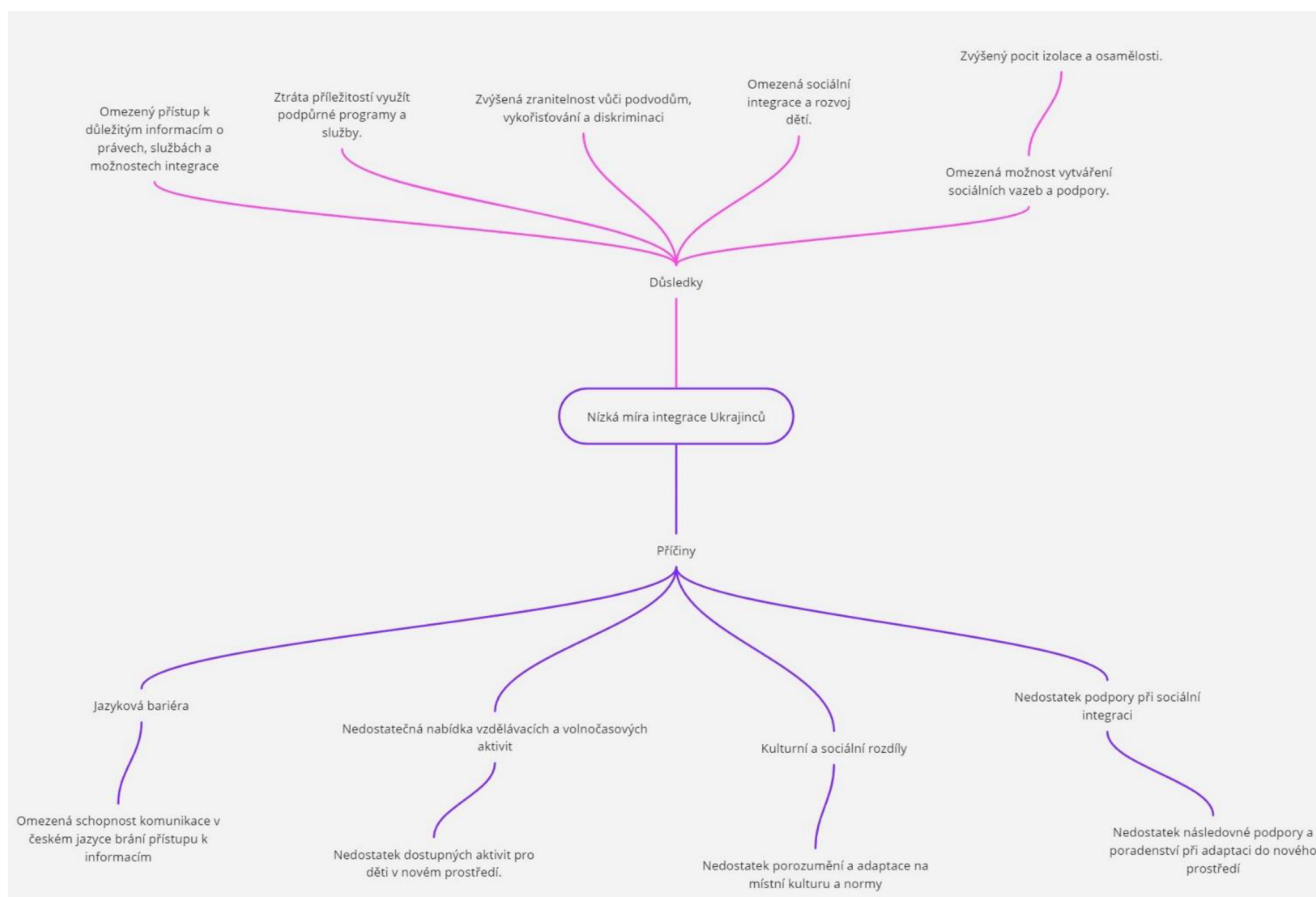 Zvýšený pocit izolace a osamělosti.
Omezená sociální
integrace a rozvoj
dětí.
Ztráta příležitostí využít
podpůrné programy a
služby.
Zvýšená zranitelnost vůči podvodům,
vykořisťování a diskriminaci
Omezený přístup k
důležitým informacím o
právech, službách a
možnostech integrace
Omezená možnost vytváření
sociálních vazeb a podpory.
Důsledky
Nízká míra integrace Ukrajinců
Příčiny
Jazyková bariéra
Nedostatečná nabídka vzdělávacích a volnočasových
aktivit
Kulturní a sociální rozdíly
Nedostatek podpory při sociální
integraci
Omezená schopnost komunikace v
českém jazyce brání přístupu k
informacím
Nedostatek dostupných aktivit pro
děti v novém prostředí.
Nedostatek porozumění a adaptace na
místní kulturu a normy
Nedostatek následovné podpory a
poradenství při adaptaci do nového
prostředí